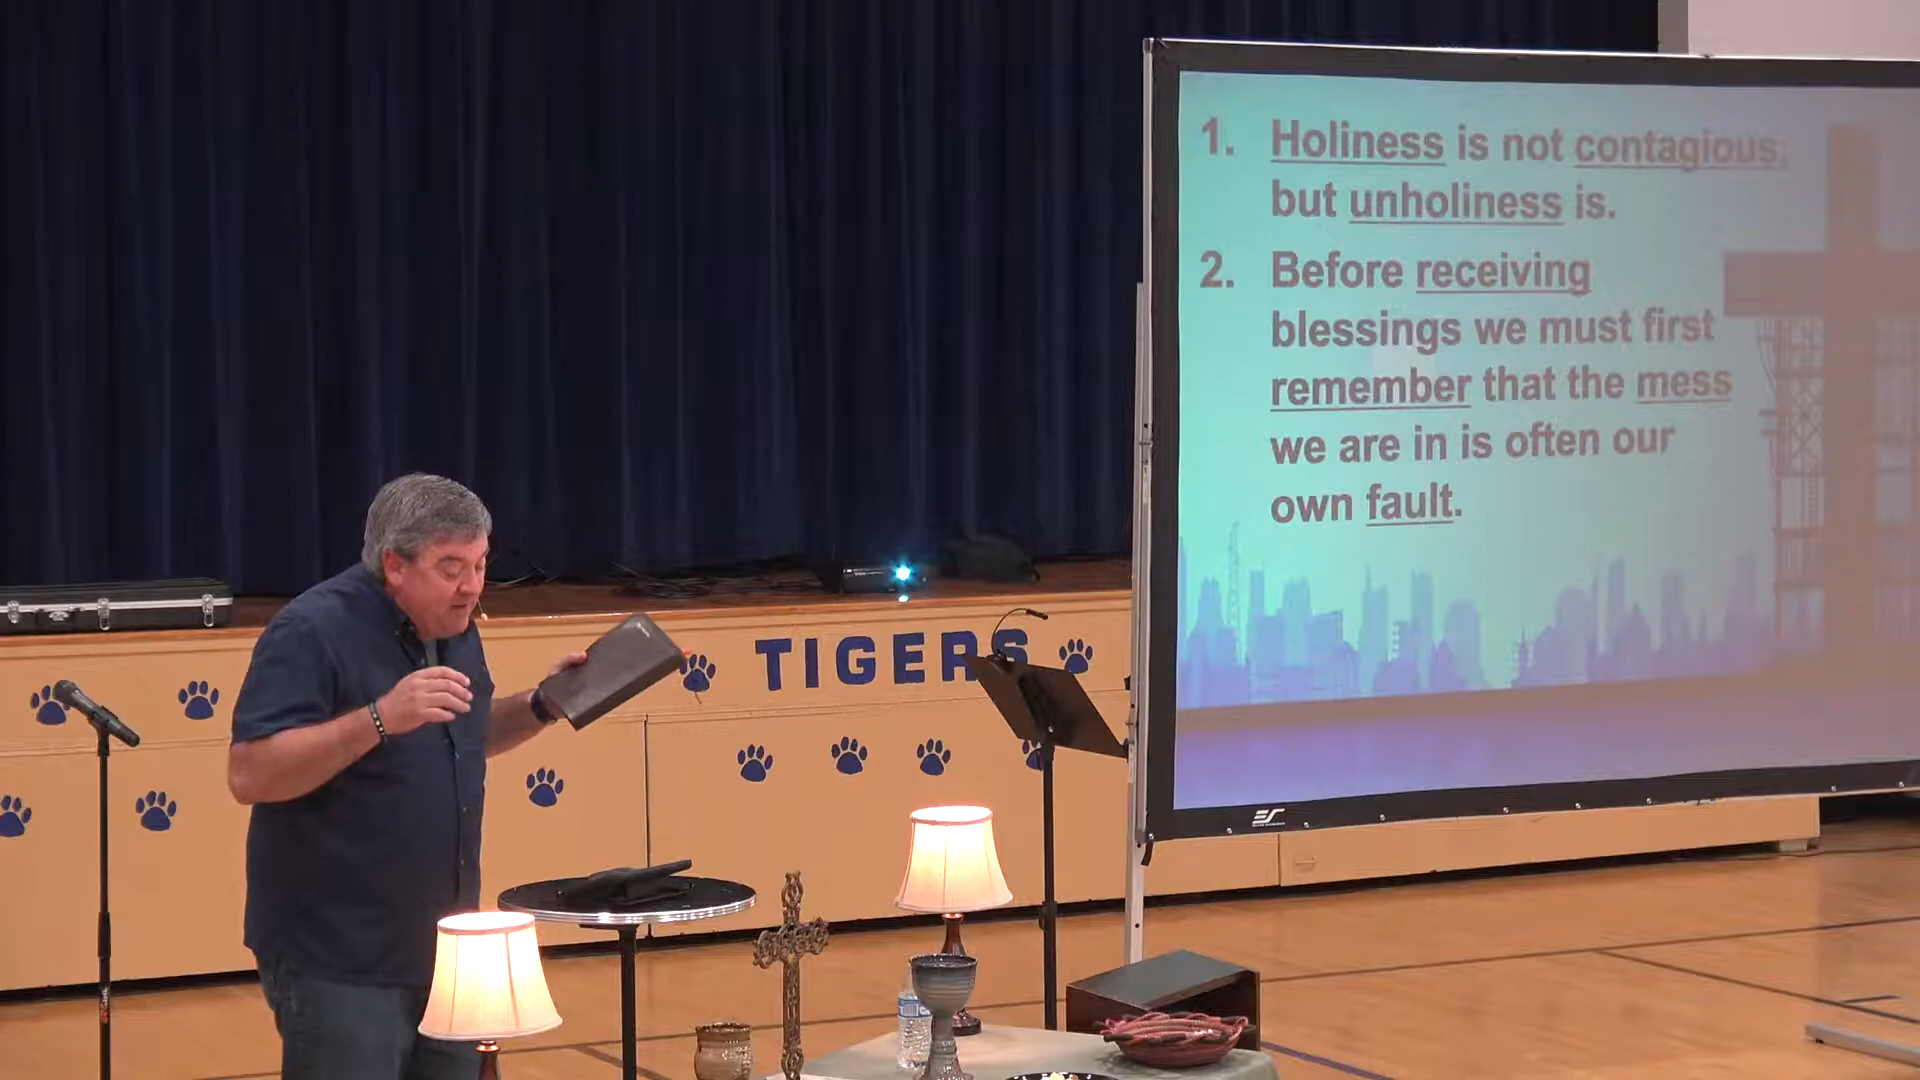 1. Holiness is not contagious,
but unholiness is.
2. Before receiving
blessings we must first
remember that the mess
we are in is often our
own fault.
TIGERS
ES